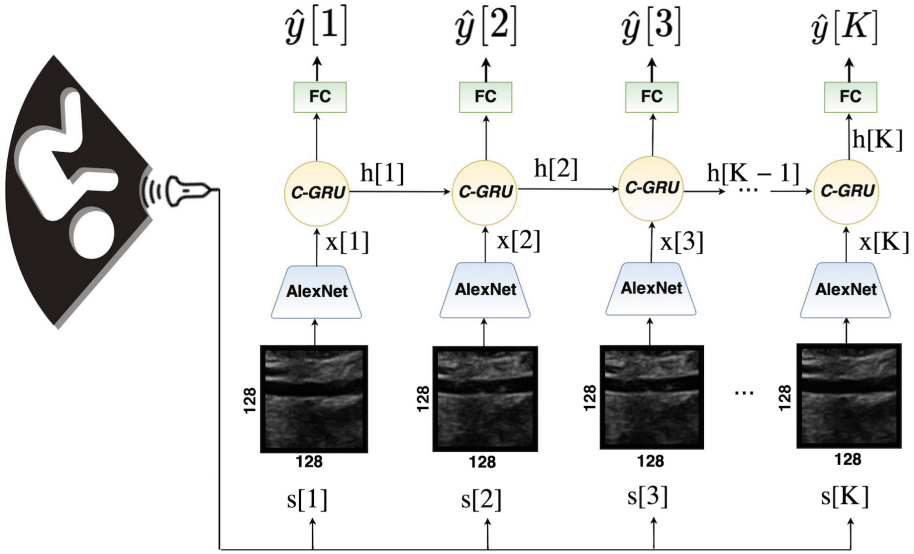 ŷ[1] ŷ[2] ŷ[3] ŷ[K]
FC FC FC FC
h[K]
h[1] h[2] h[K − 1]
C-GRU C-GRU C-GRU ... C-GRU
x[1] x[2] x[3] x[K]
AlexNet AlexNet AlexNet AlexNet
128 128 128 ... 128
128 128 128 128
s[1] s[2] s[3] s[K]